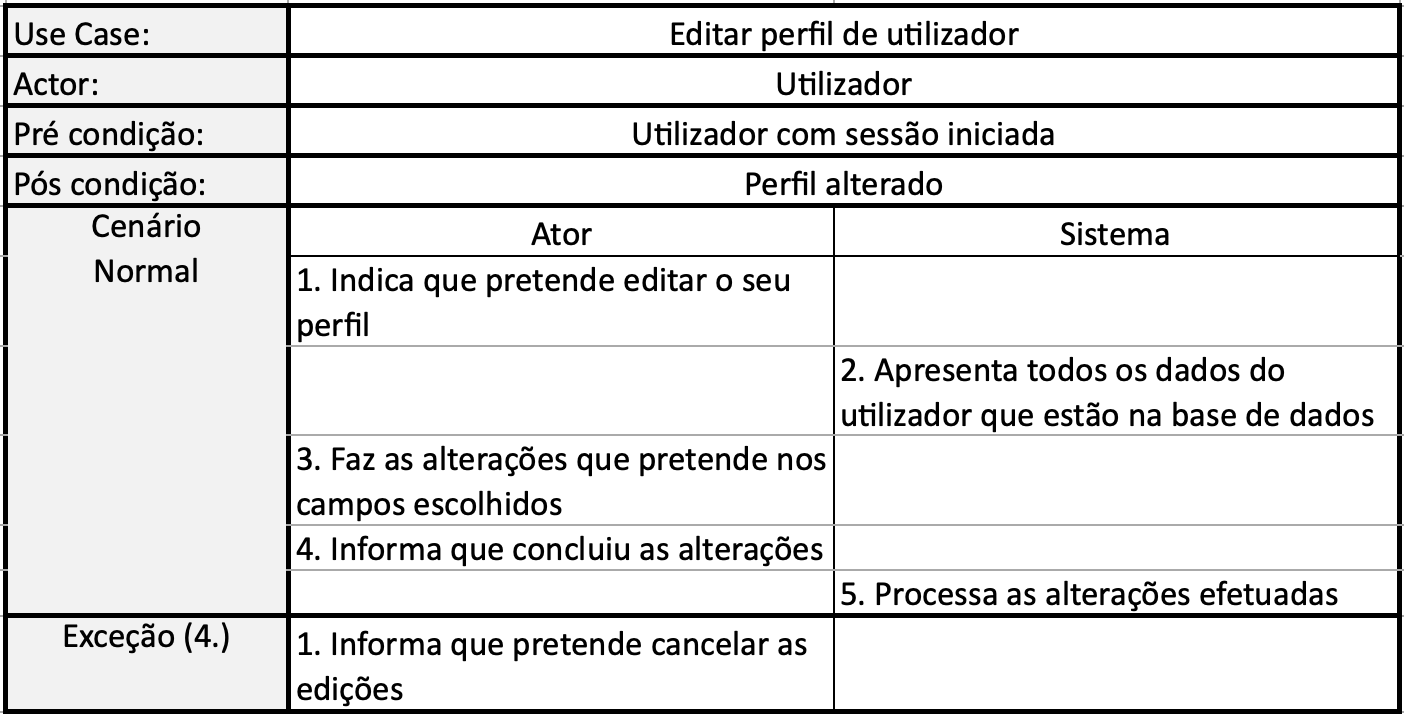 Use Case:
Editar perfil de utilizador
Actor:
Utilizador
Pré condição:
Utilizador com sessão iniciada
Pós condição:
Perfil alterado
Cenário
Normal
Ator
Sistema
1. Indica que pretende editar o seu
perfil
2. Apresenta todos os dados do
utilizador que estão na base de dados
3. Faz as alterações que pretende nos
campos escolhidos
4. Informa que concluiu as alterações
5. Processa as alterações efetuadas
Exceção (4.)
1. Informa que pretende cancelar as
edições